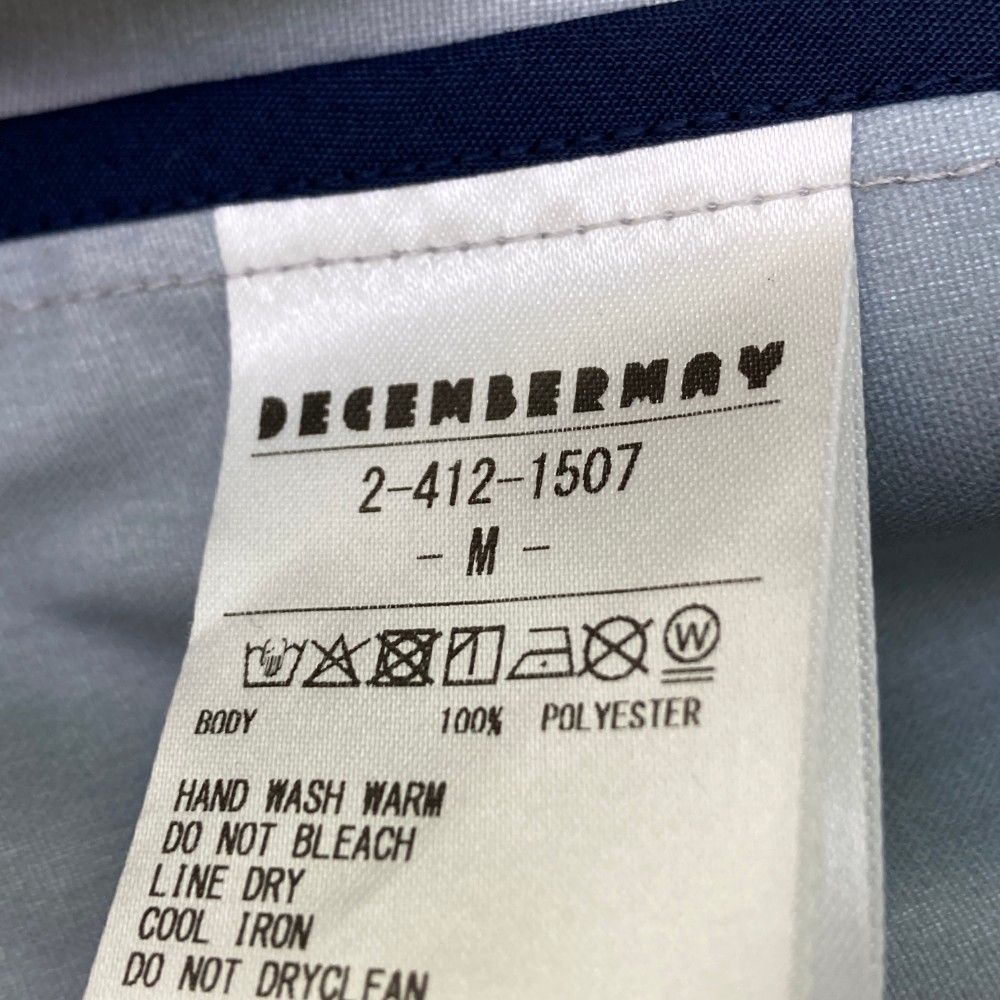 DECEMBERMAY
2-412-1507
- M -
W
BODY 100% POLYESTER
HAND WASH WARM
DO NOT BLEACH
LINE DRY
COOL IRON
DO NOT DRYCLEAN